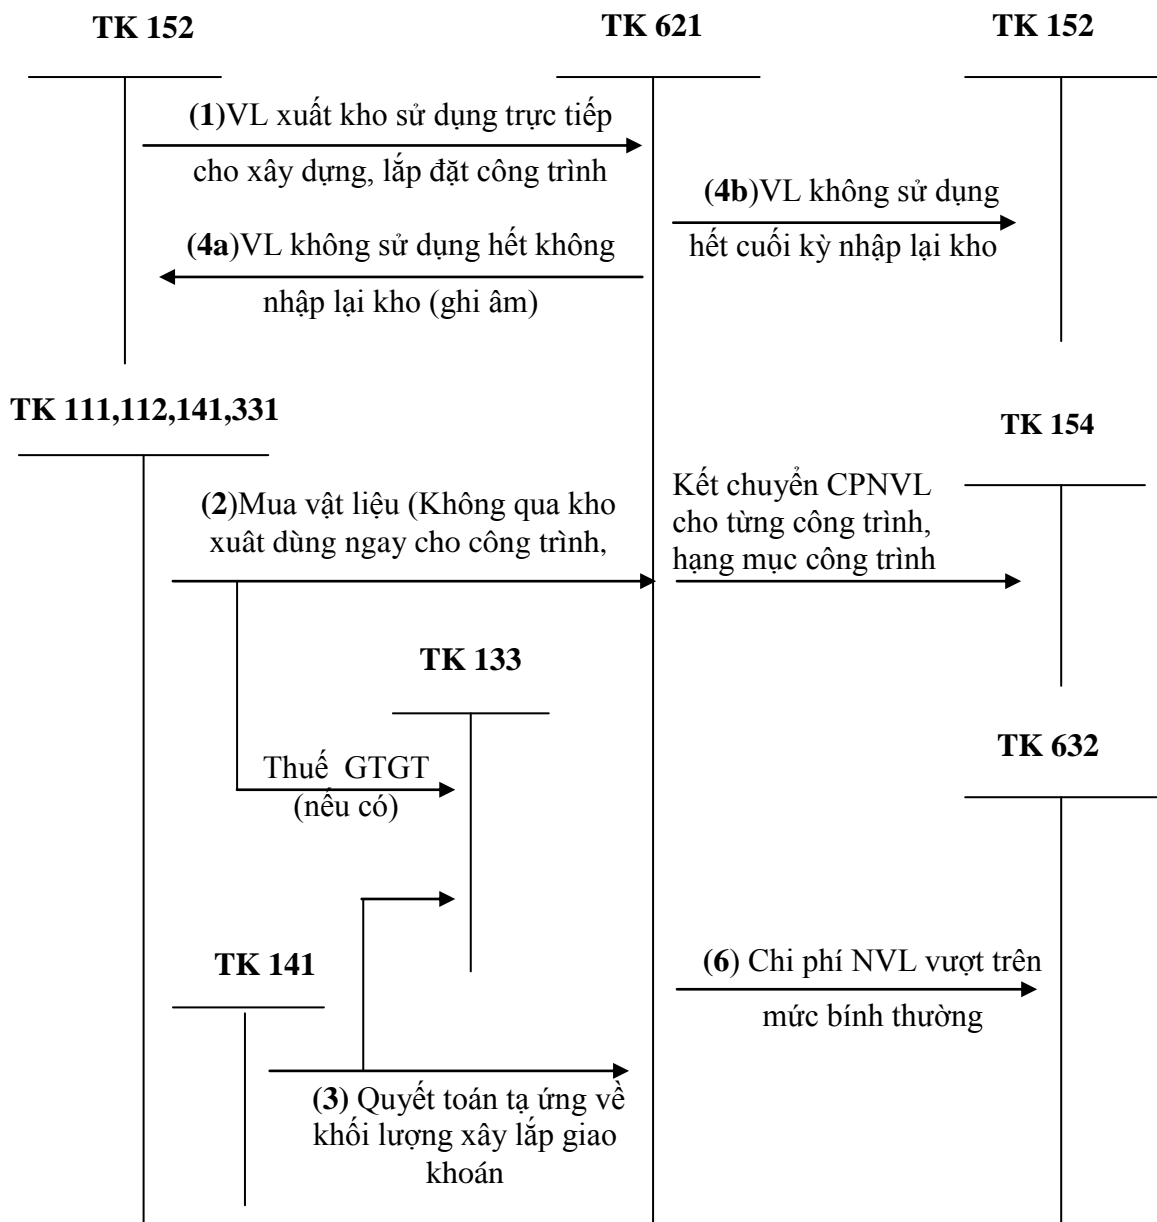 TK 152
TK 621
TK 152
(1)VL xuất kho sử dụng trực tiếp
cho xây dựng, lắp đặt công trình
(4b)VL không sử dụng
hết cuối kỳ nhập lại kho
(4a)VL không sử dụng hết không
nhập lại kho (ghi âm)
TK 111,112,141,331
TK 154
(2)Mua vật liệu (Không qua kho
xuât dùng ngay cho công trình,
Kết chuyển CPNVL
cho từng công trình,
hạng mục công trình
TK 133
TK 632
Thuế GTGT
(nếu có)
TK 141
(6) Chi phí NVL vượt trên
mức bính thường
(3) Quyết toán tạ ứng về
khối lượng xây lắp giao
khoán